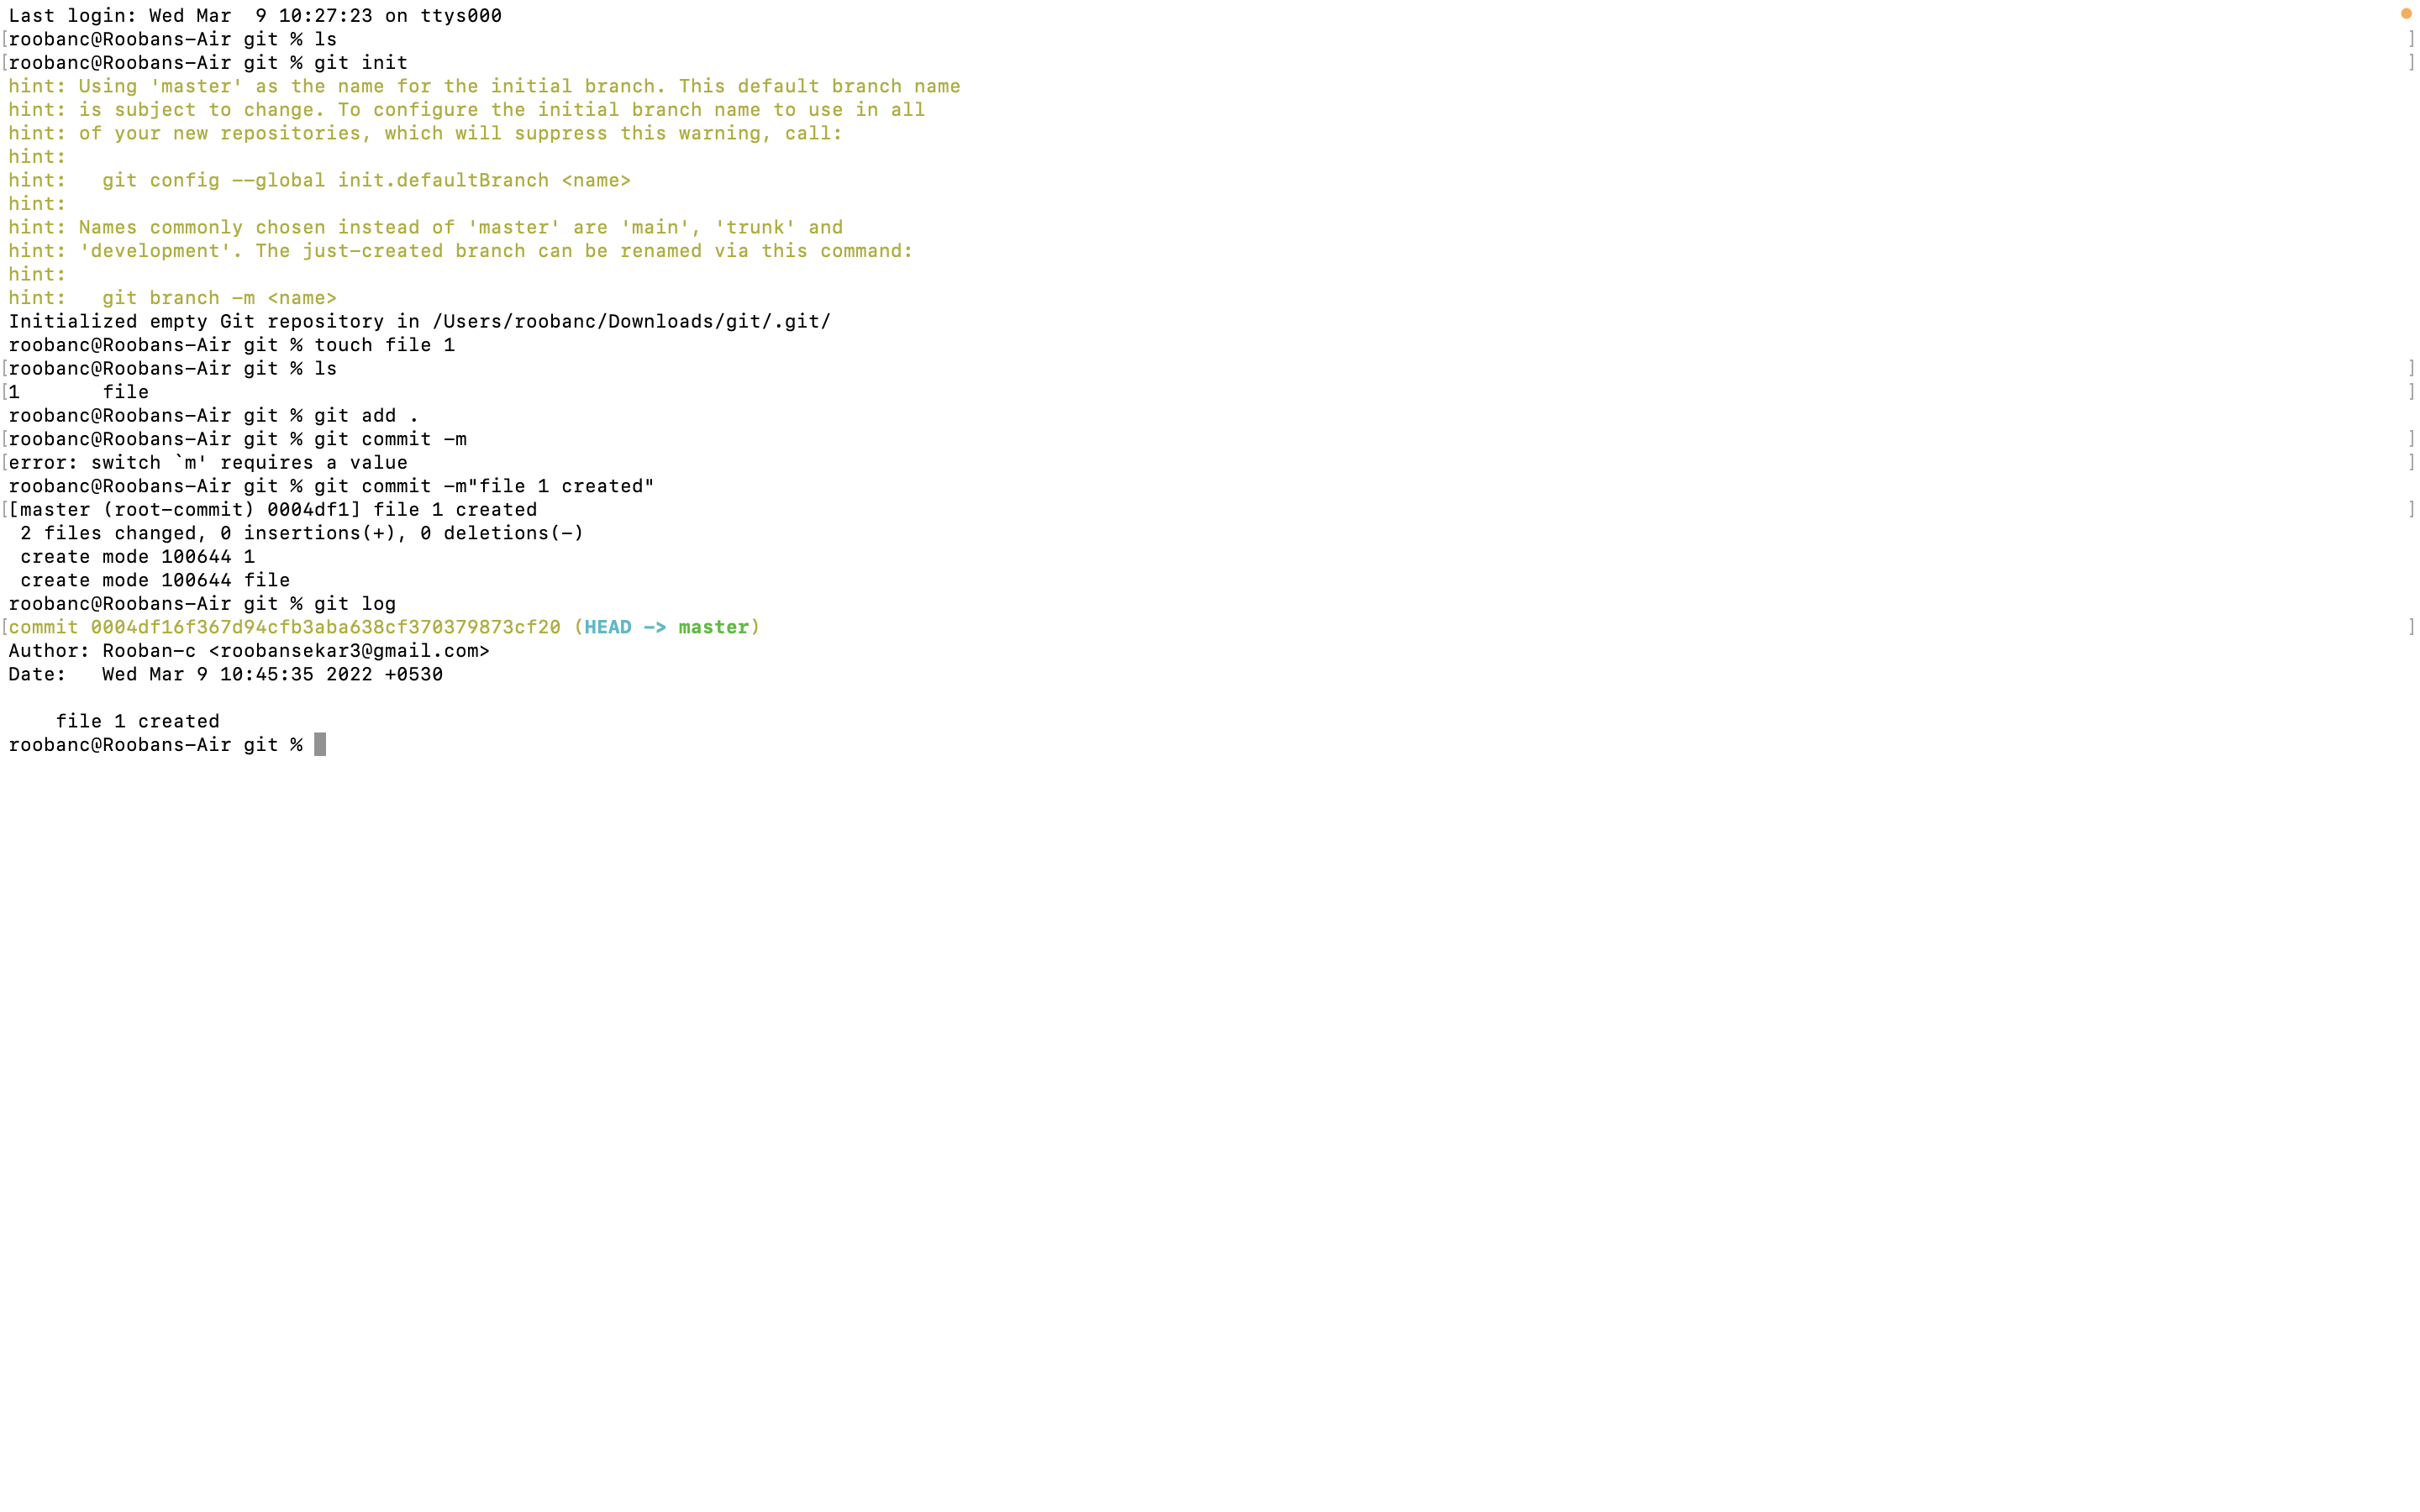 Last login: Wed Mar  9 10:27:23 on ttys000
[roobanc@Roobans-Air git % ls ]
[roobanc@Roobans-Air git % git init ]
hint: Using 'master' as the name for the initial branch. This default branch name
hint: is subject to change. To configure the initial branch name to use in all
hint: of your new repositories, which will suppress this warning, call:
hint:
hint:   git config --global init.defaultBranch <name>
hint:
hint: Names commonly chosen instead of 'master' are 'main', 'trunk' and
hint: 'development'. The just-created branch can be renamed via this command:
hint:
hint:   git branch -m <name>
Initialized empty Git repository in /Users/roobanc/Downloads/git/.git/
roobanc@Roobans-Air git % touch file 1
[roobanc@Roobans-Air git % ls ]
[1       file ]
roobanc@Roobans-Air git % git add .
[roobanc@Roobans-Air git % git commit -m ]
[error: switch `m' requires a value ]
roobanc@Roobans-Air git % git commit -m"file 1 created"
[[master (root-commit) 0004df1] file 1 created ]
 2 files changed, 0 insertions(+), 0 deletions(-)
 create mode 100644 1
 create mode 100644 file
roobanc@Roobans-Air git % git log
[commit 0004df16f367d94cfb3aba638cf370379873cf20 (HEAD -> master) ]
Author: Rooban-c <roobansekar3@gmail.com>
Date:   Wed Mar 9 10:45:35 2022 +0530
    file 1 created
roobanc@Roobans-Air git %